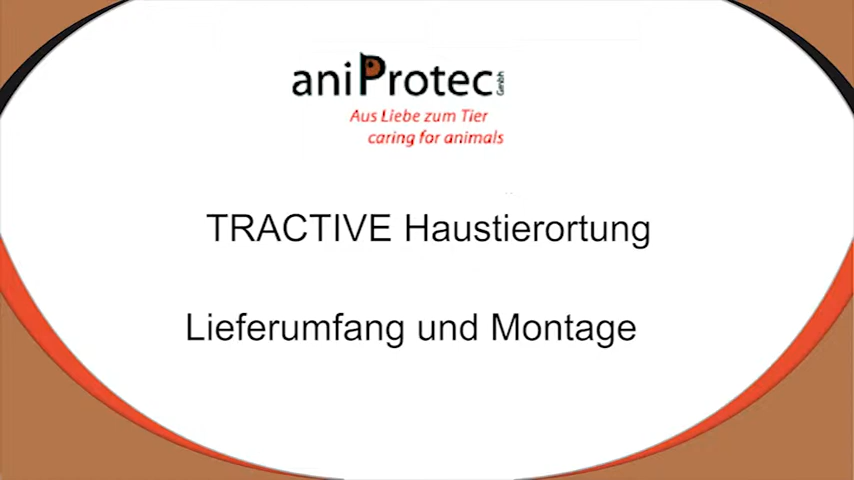 aniProtec GmbH
Aus Liebe zum Tier
caring for animals
TRACTIVE Haustierortung
Lieferumfang und Montage